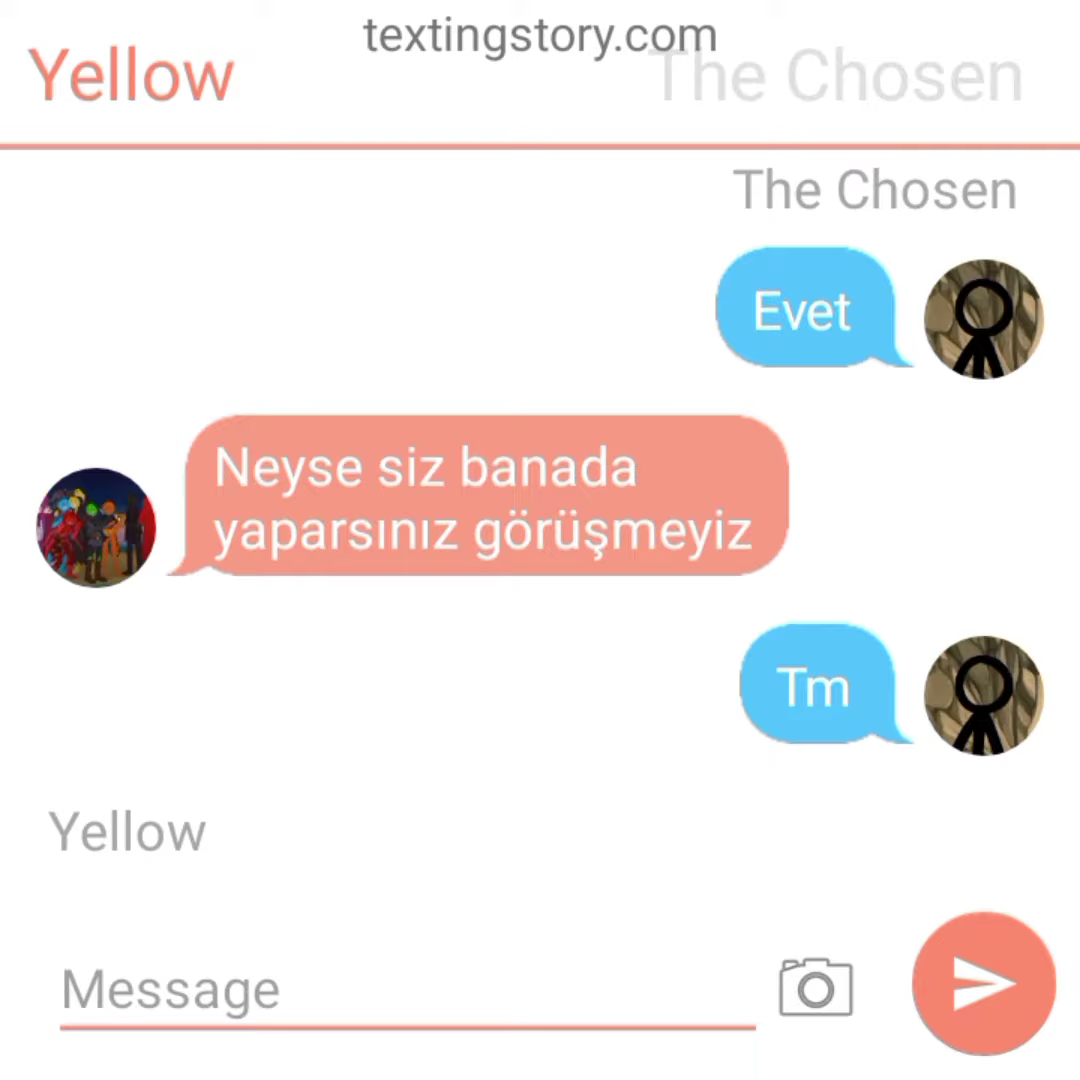 textingstory.com
Yellow
The Chosen
The Chosen
Evet
Neyse siz banada
yaparsınız görüşmeyiz
Tm
Yellow
Message